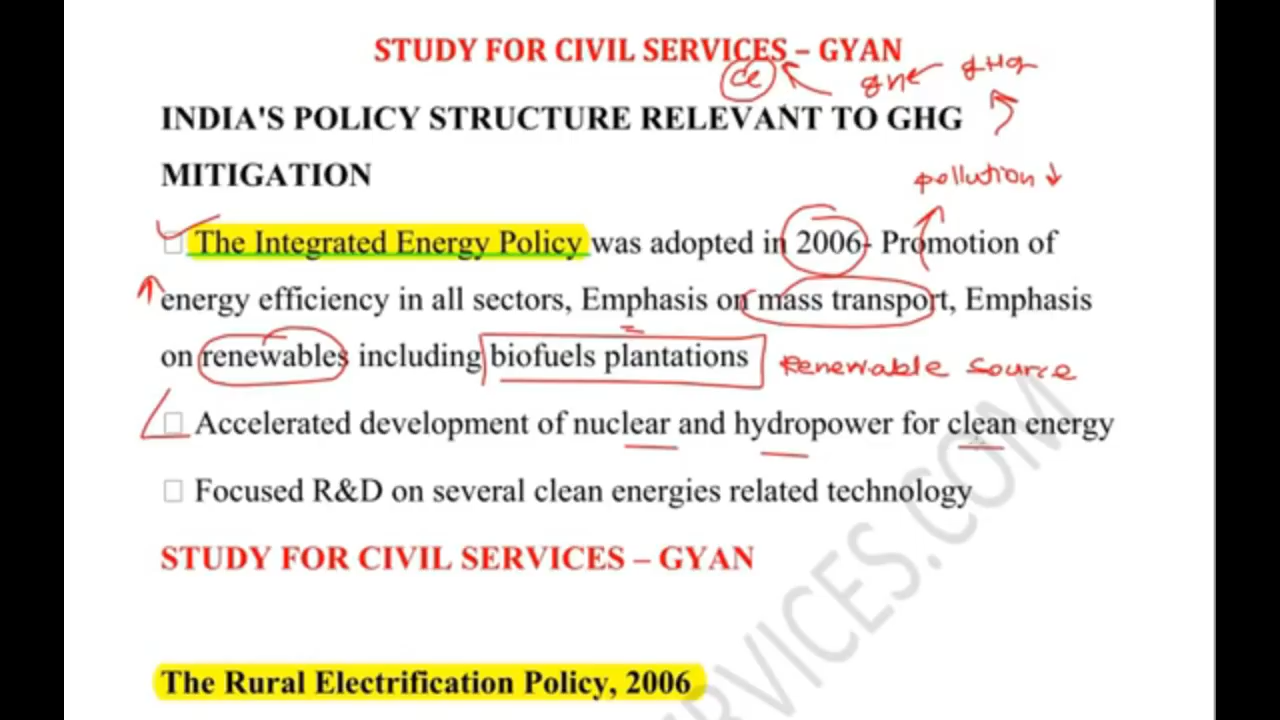 STUDY FOR CIVIL SERVICES – GYAN
GHG
INDIA'S POLICY STRUCTURE RELEVANT TO GHG
MITIGATION
pollution ↓
The Integrated Energy Policy was adopted in 2006- Promotion of
energy efficiency in all sectors, Emphasis on mass transport, Emphasis
on renewables including biofuels plantations
Renewable source
Accelerated development of nuclear and hydropower for clean energy
Focused R&D on several clean energies related technology
STUDY FOR CIVIL SERVICES – GYAN
The Rural Electrification Policy, 2006
RVICES.COM